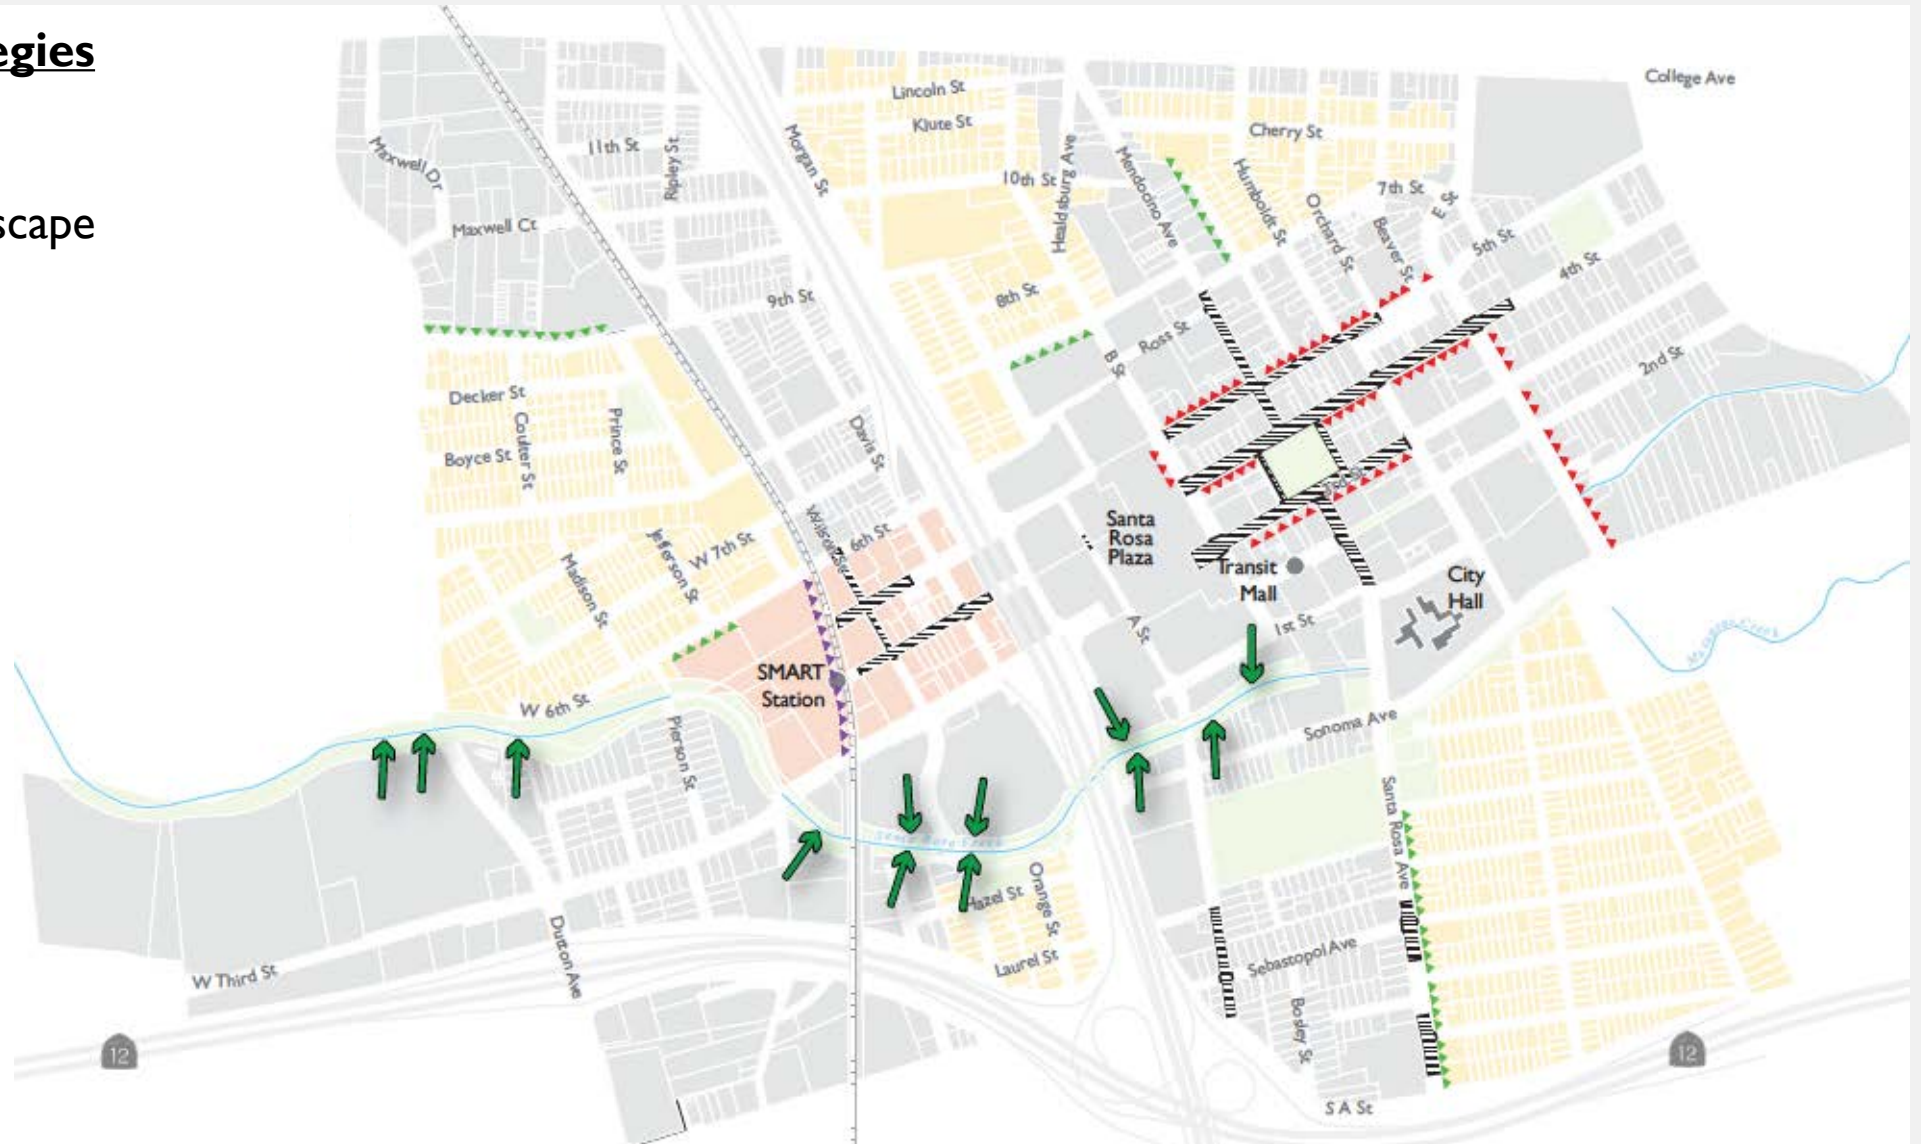 egies
scape
College Ave
Lincoln St
Klute St
Cherry St
11th St
Ripley St
Morgan St
Maxwell Dr
10th St
Healdsburg Ave
Mendocino Ave
Humboldt St
Orchard St
7th St
E St
Beaver St
5th St
4th St
Maxwell Ct
9th St
8th St
Ross St
B St
2nd St
Decker St
Coulter St
Prince St
Boyce St
Davis St
Santa
Rosa
Plaza
6th St
W 7th St
Jefferson St
Madison St
Transit
Mall
City
Hall
A St
1st St
SMART
Station
W 6th St
Pierson St
Sonoma Ave
Santa Rosa Ave
Santa Rosa Creek
Hazel St
Orange St
Laurel St
Dutton Ave
W Third St
Sebastopol Ave
Bosley St
12
12
S A St